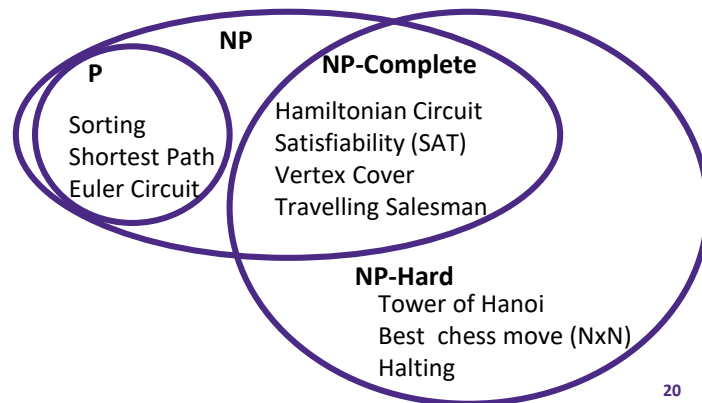 NP
P
NP-Complete
Sorting
Shortest Path
Euler Circuit
Hamiltonian Circuit
Satisfiability (SAT)
Vertex Cover
Travelling Salesman
NP-Hard
Tower of Hanoi
Best chess move (NxN)
Halting
20